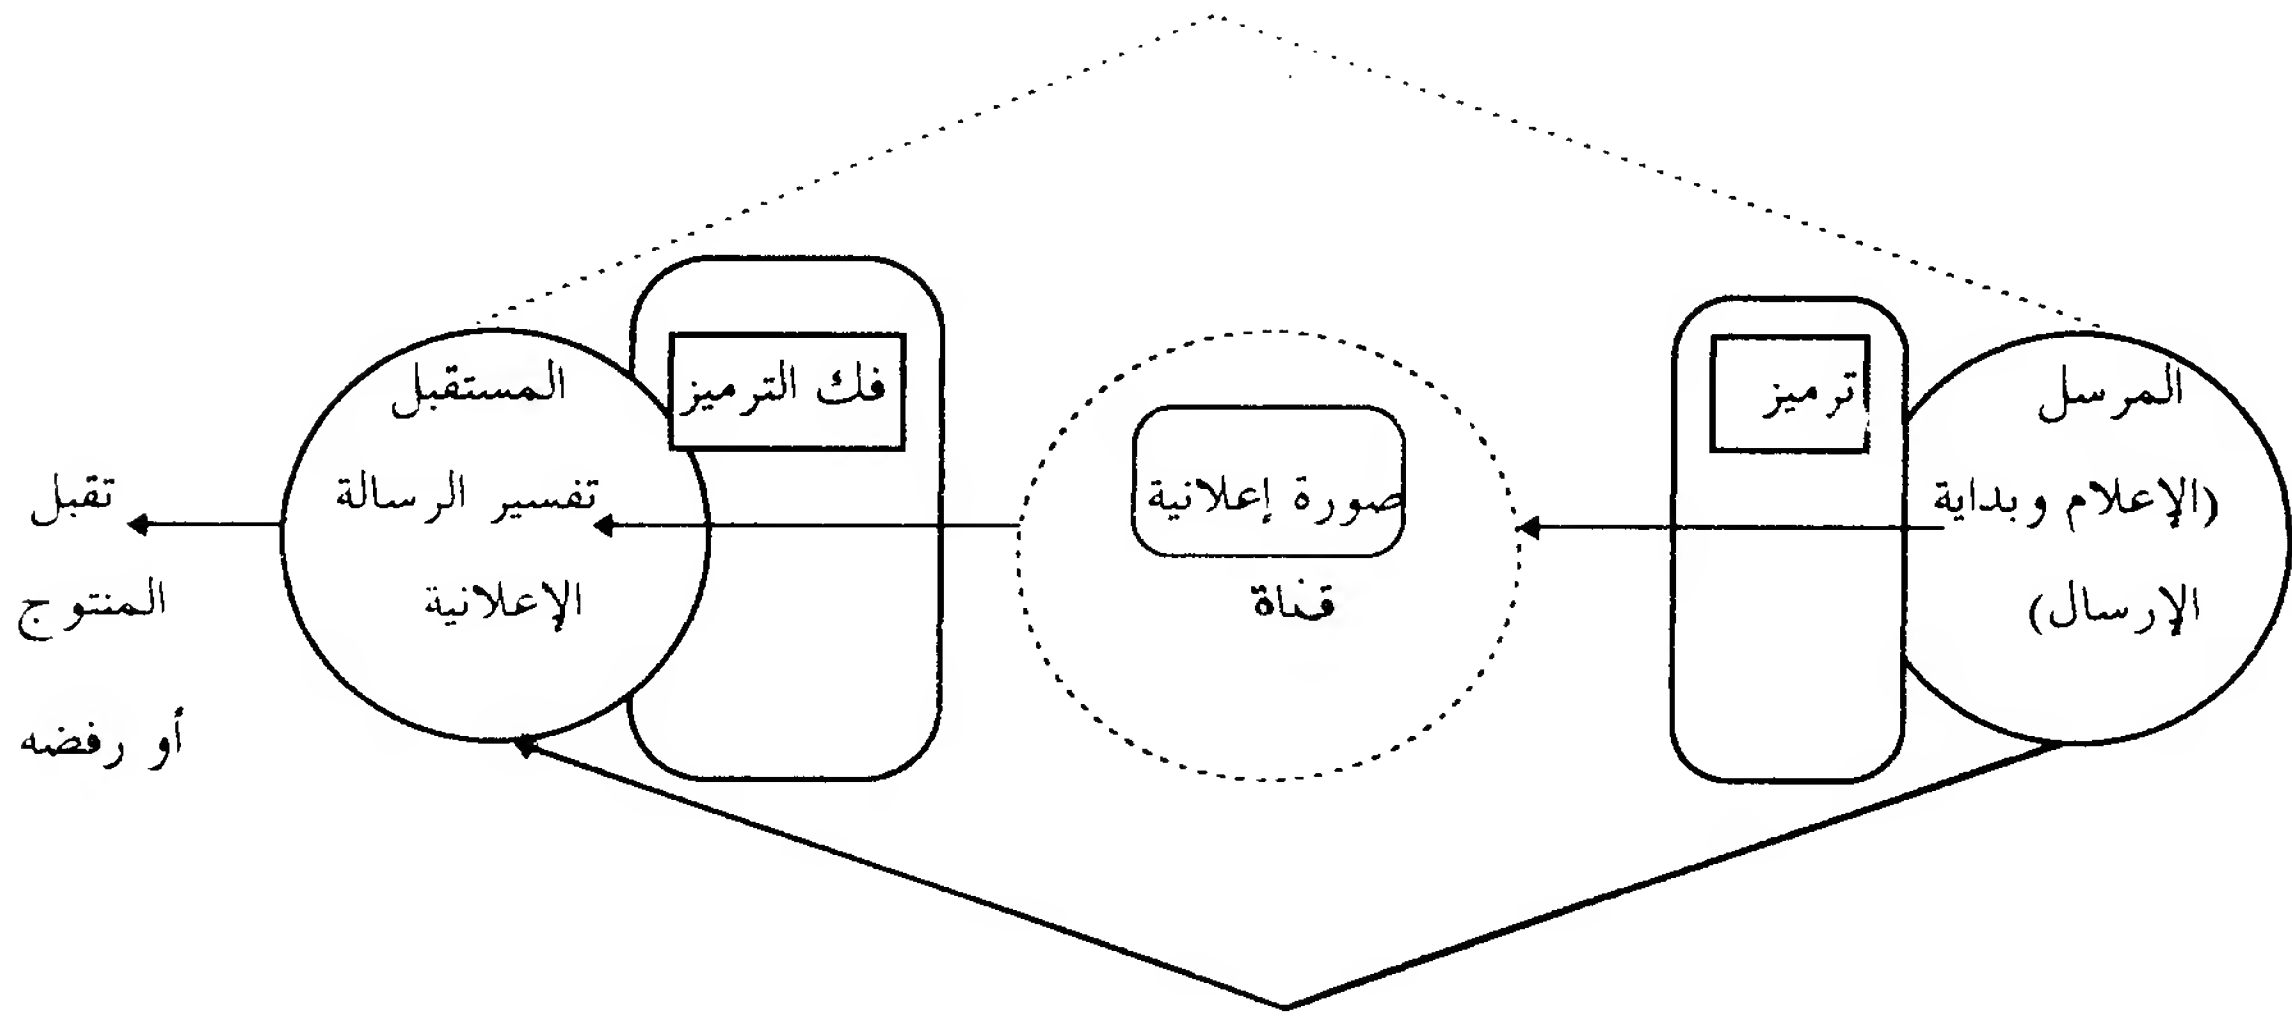 المرسل
(الإعلام وبداية
الإرسال)
ترميز
صورة إعلانية
قناة
فك الترميز
المستقبل
تفسير الرسالة
الإعلانية
تقبل
المنتوج
أو رفضه